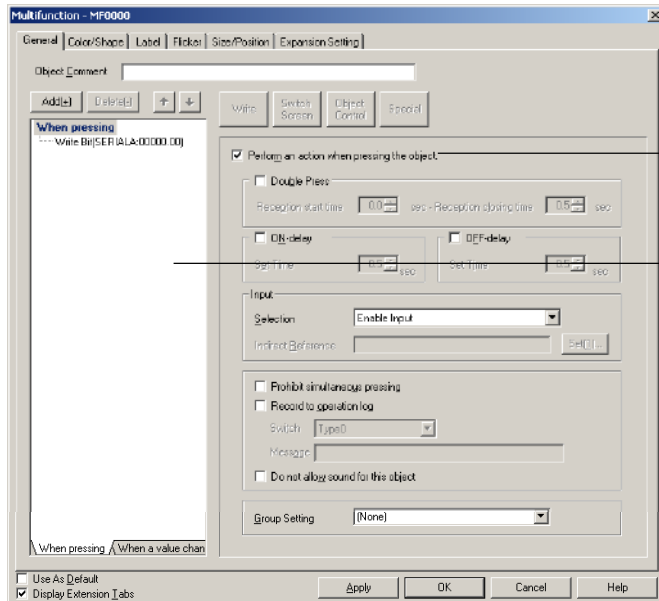 Multifunction - MF0000
General Color/Shape Label Flicker Size/Position Expansion Setting
Object Comment
Add(+) Delete(-)
Write Switch Screen Object Control Special
When pressing
Write Bit(SERIALA:00000.00)
Perform an action when pressing the object.
Double Press
Reception start time 0.0 sec - Reception closing time 0.5 sec
ON-delay OFF-delay
Set Time 0.5 sec Set Time 0.5 sec
Input
Selection Enable Input
Indirect Reference Set(I)...
Prohibit simultaneous pressing
Record to operation log
Switch Type0
Message
Do not allow sound for this object
Group Setting (None)
When pressing When a value chan
Use As Default
Display Extension Tabs
Apply OK Cancel Help